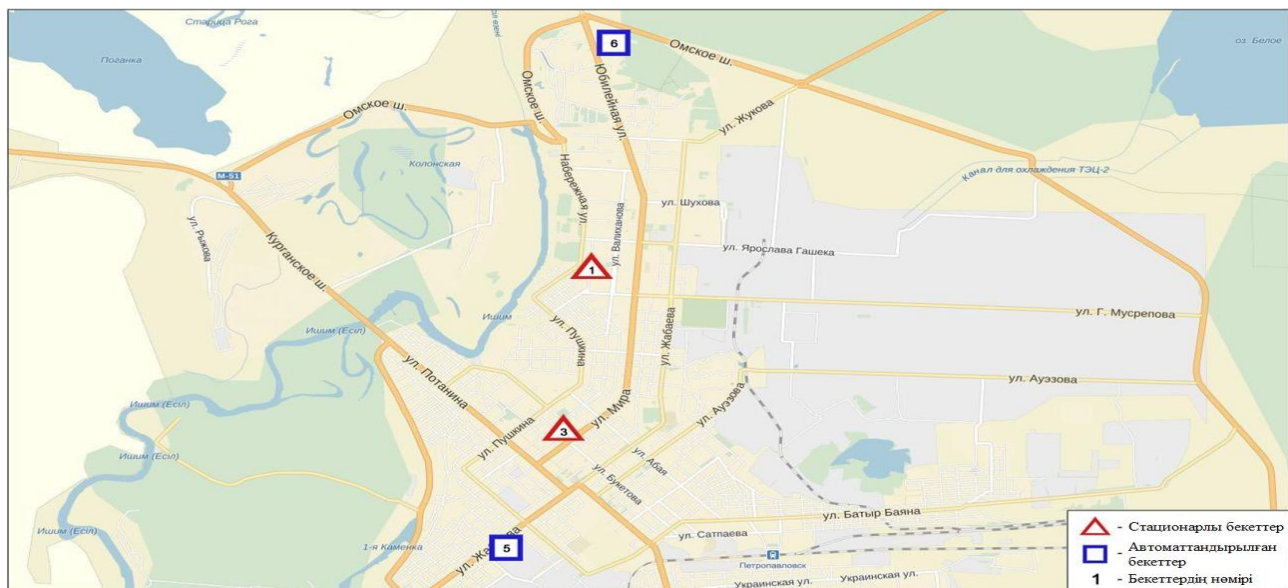 Старица Рога
Поганка
6
Омское ш.
оз. Белое
Юбилейная ул.
Омское ш.
Омское ш.
ул. Жукова
Колонская
Канал для охлаждения ТЭЦ-2
М-51
Набережная ул.
ул. Шухова
ул. Рыжова
ул. Валиханова
ул. Ярослава Гашека
Курганское ш.
1
Ишим
ул. Г. Мусрепова
Ишим (Есіл)
ул. Пушкина
ул. Жабаева
ул. Потанина
ул. Ауэзова
Ишим (Есіл)
ул. Мира
ул. Ауэзова
3
ул. Пушкина
Ишим (Есіл)
ул. Абая
ул. Букетова
ул. Батыр Баяна
Ишим (Есіл)
ул. Сатпаева
1-я Каменка
5
Петропавловск
Украинская ул.
Украинская ул.
- Стационарлы бекеттер
- Автоматтандырылған
бекеттер
1 - Бекеттердің нөмірі